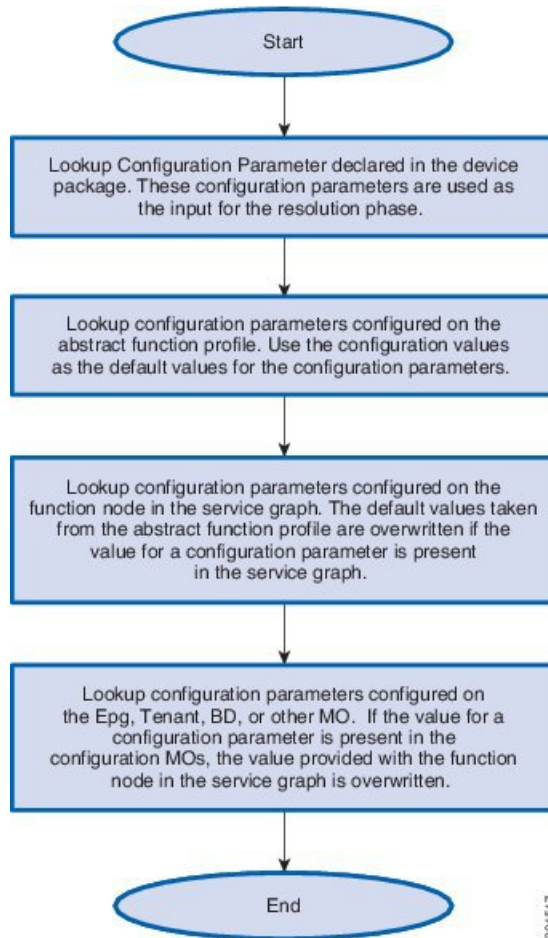 Start
Lookup Configuration Parameter declared in the device
package. These configuration parameters are used as
the input for the resolution phase.
Lookup configuration parameters configured on the
abstract function profile. Use the configuration values
as the default values for the configuration parameters.
Lookup configuration parameters configured on the
function node in the service graph. The default values taken
from the abstract function profile are overwritten if the
value for a configuration parameter is present
in the service graph.
Lookup configuration parameters configured on
the Epg, Tenant, BD, or other MO. If the value for a
configuration parameter is present in the
configuration MOs, the value provided with the function
node in the service graph is overwritten.
End